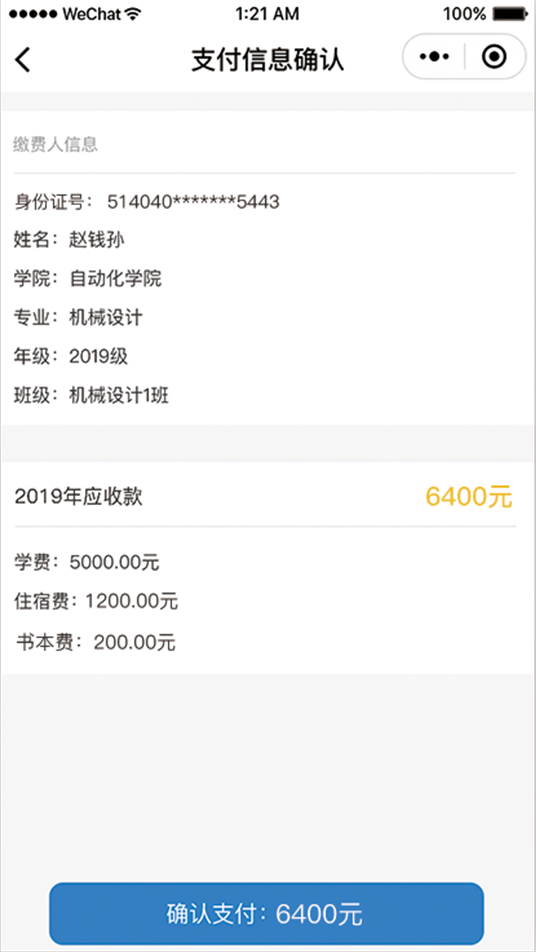 ●●●●● WeChat 1:21 AM 100%
支付信息确认
缴费人信息
身份证号： 514040*******5443
姓名：赵钱孙
学院：自动化学院
专业：机械设计
年级：2019级
班级：机械设计1班
2019年应收款 6400元
学费：5000.00元
住宿费：1200.00元
书本费：200.00元
确认支付：6400元